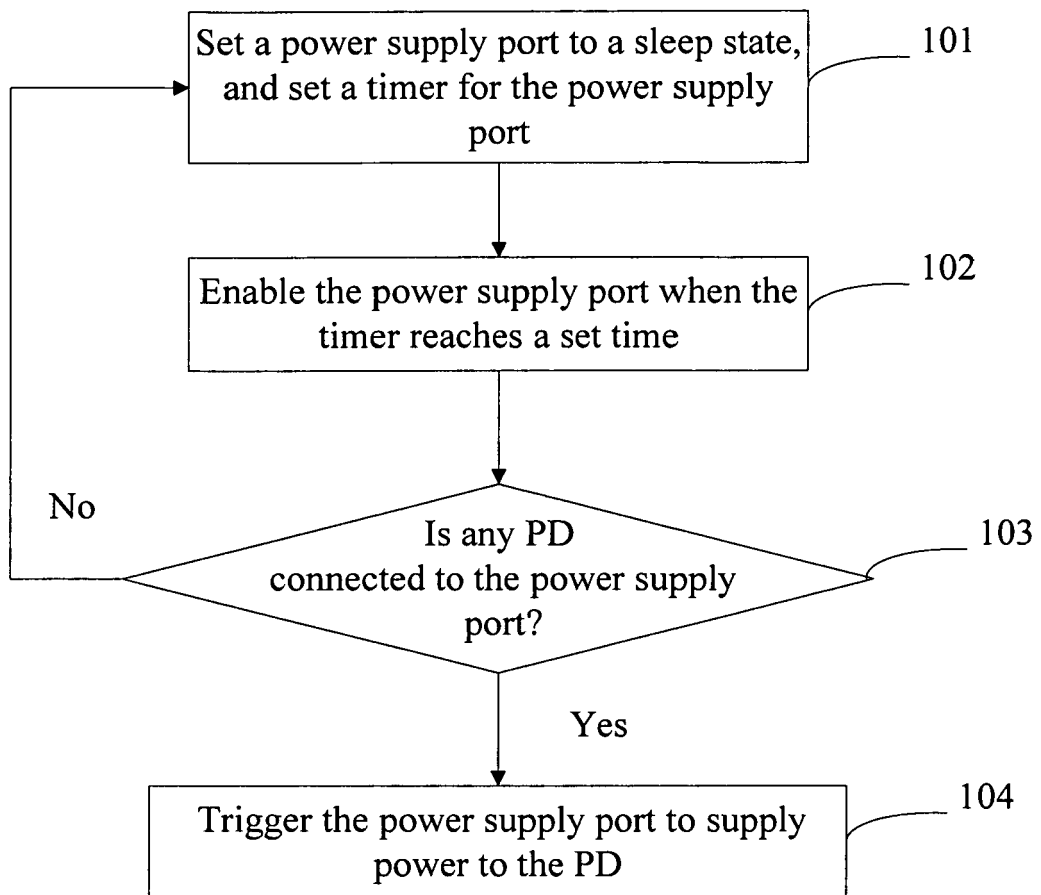 Set a power supply port to a sleep state,
and set a timer for the power supply
port
101
Enable the power supply port when the
timer reaches a set time
102
Is any PD
connected to the power supply
port?
103
No
Yes
Trigger the power supply port to supply
power to the PD
104